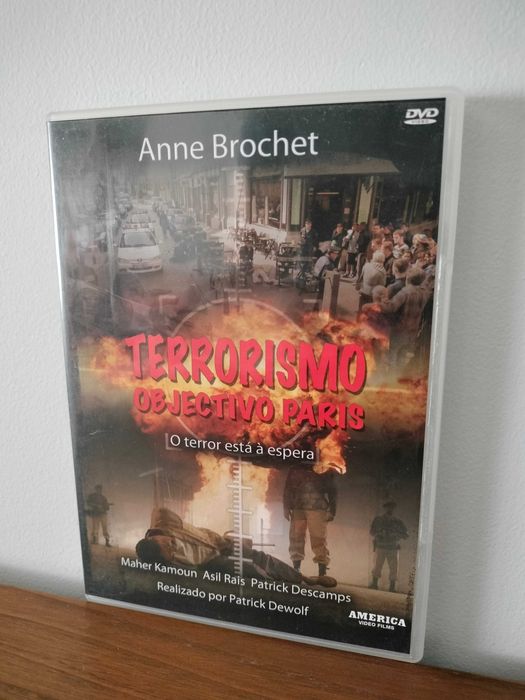 DVD
VIDEO
Anne Brochet
TERRORISMO
OBJECTIVO PARIS
O terror está à espera
Maher Kamoun Asil Rais Patrick Descamps
Realizado por Patrick Dewolf
AMERICA
VIDEO FILMS